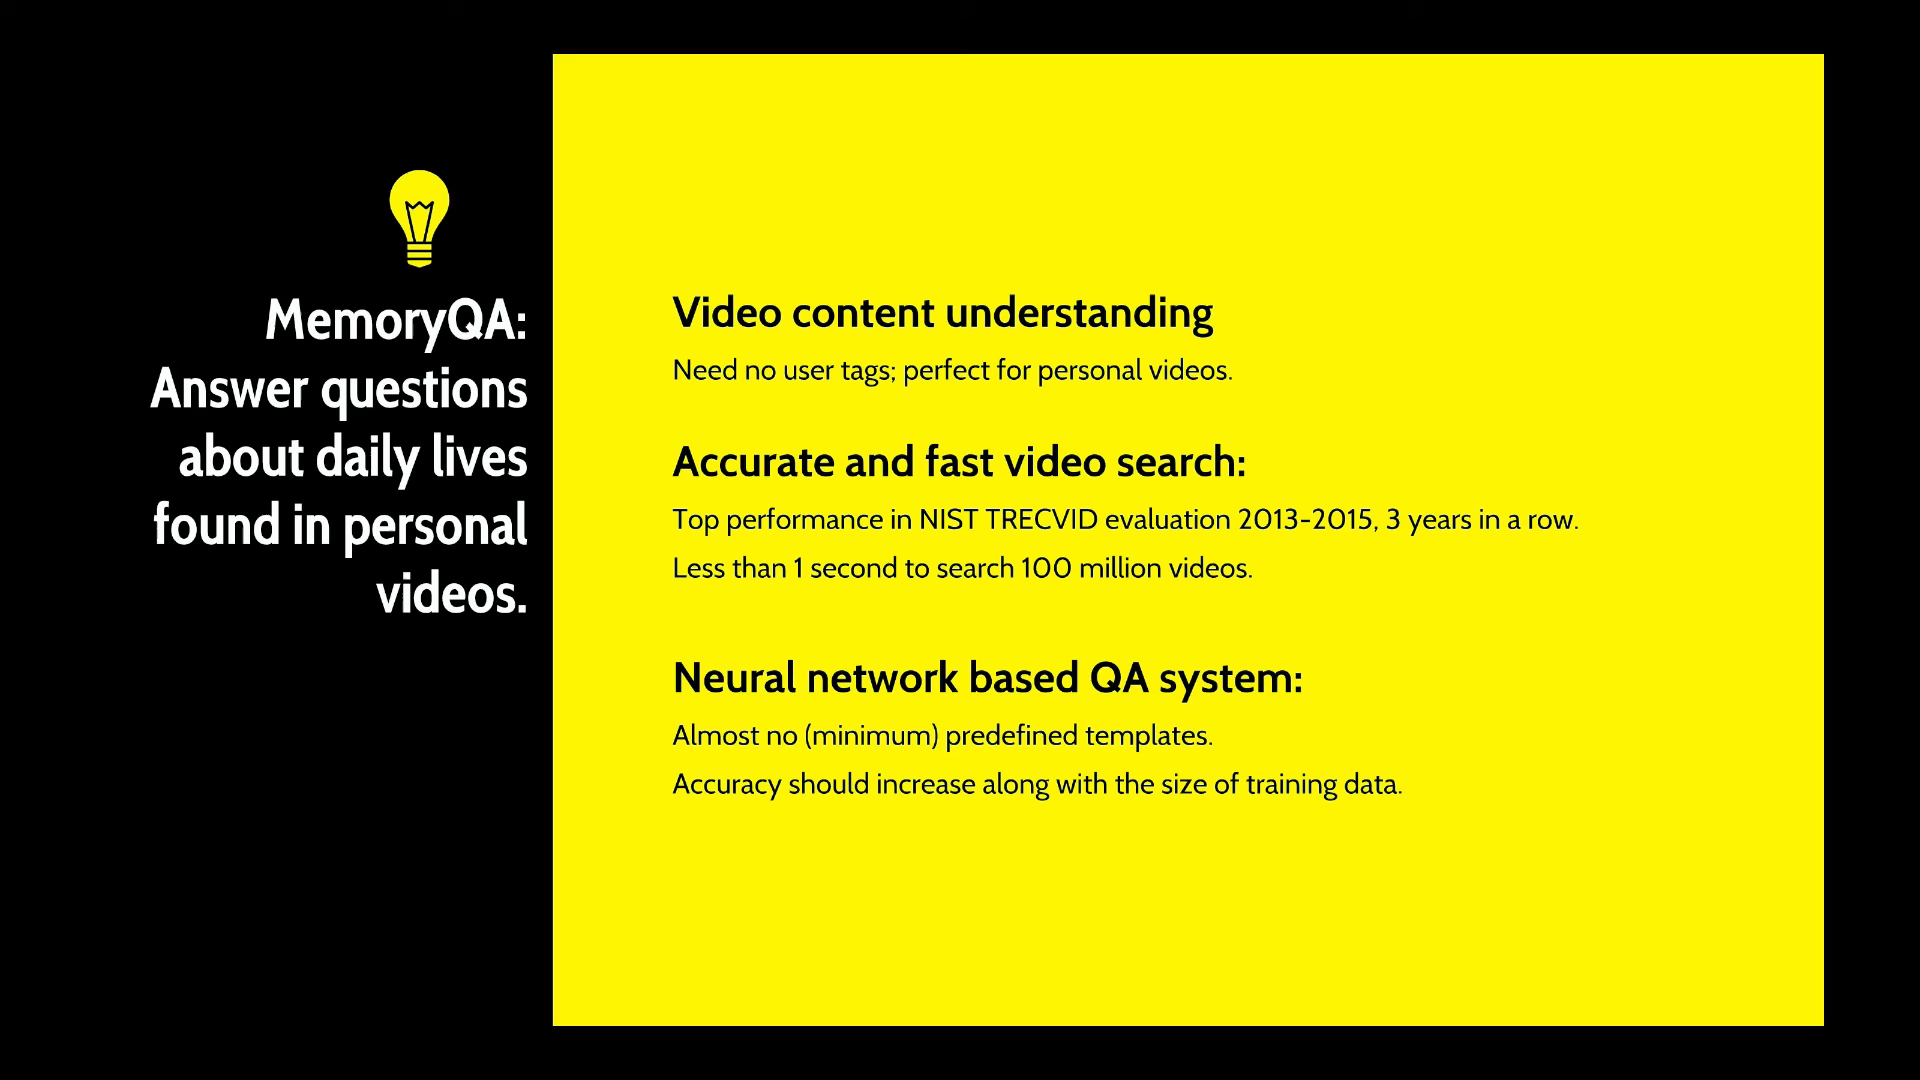 MemoryQA:
Answer questions
about daily lives
found in personal
videos.
Video content understanding
Need no user tags; perfect for personal videos.
Accurate and fast video search:
Top performance in NIST TRECVID evaluation 2013-2015, 3 years in a row.
Less than 1 second to search 100 million videos.
Neural network based QA system:
Almost no (minimum) predefined templates.
Accuracy should increase along with the size of training data.